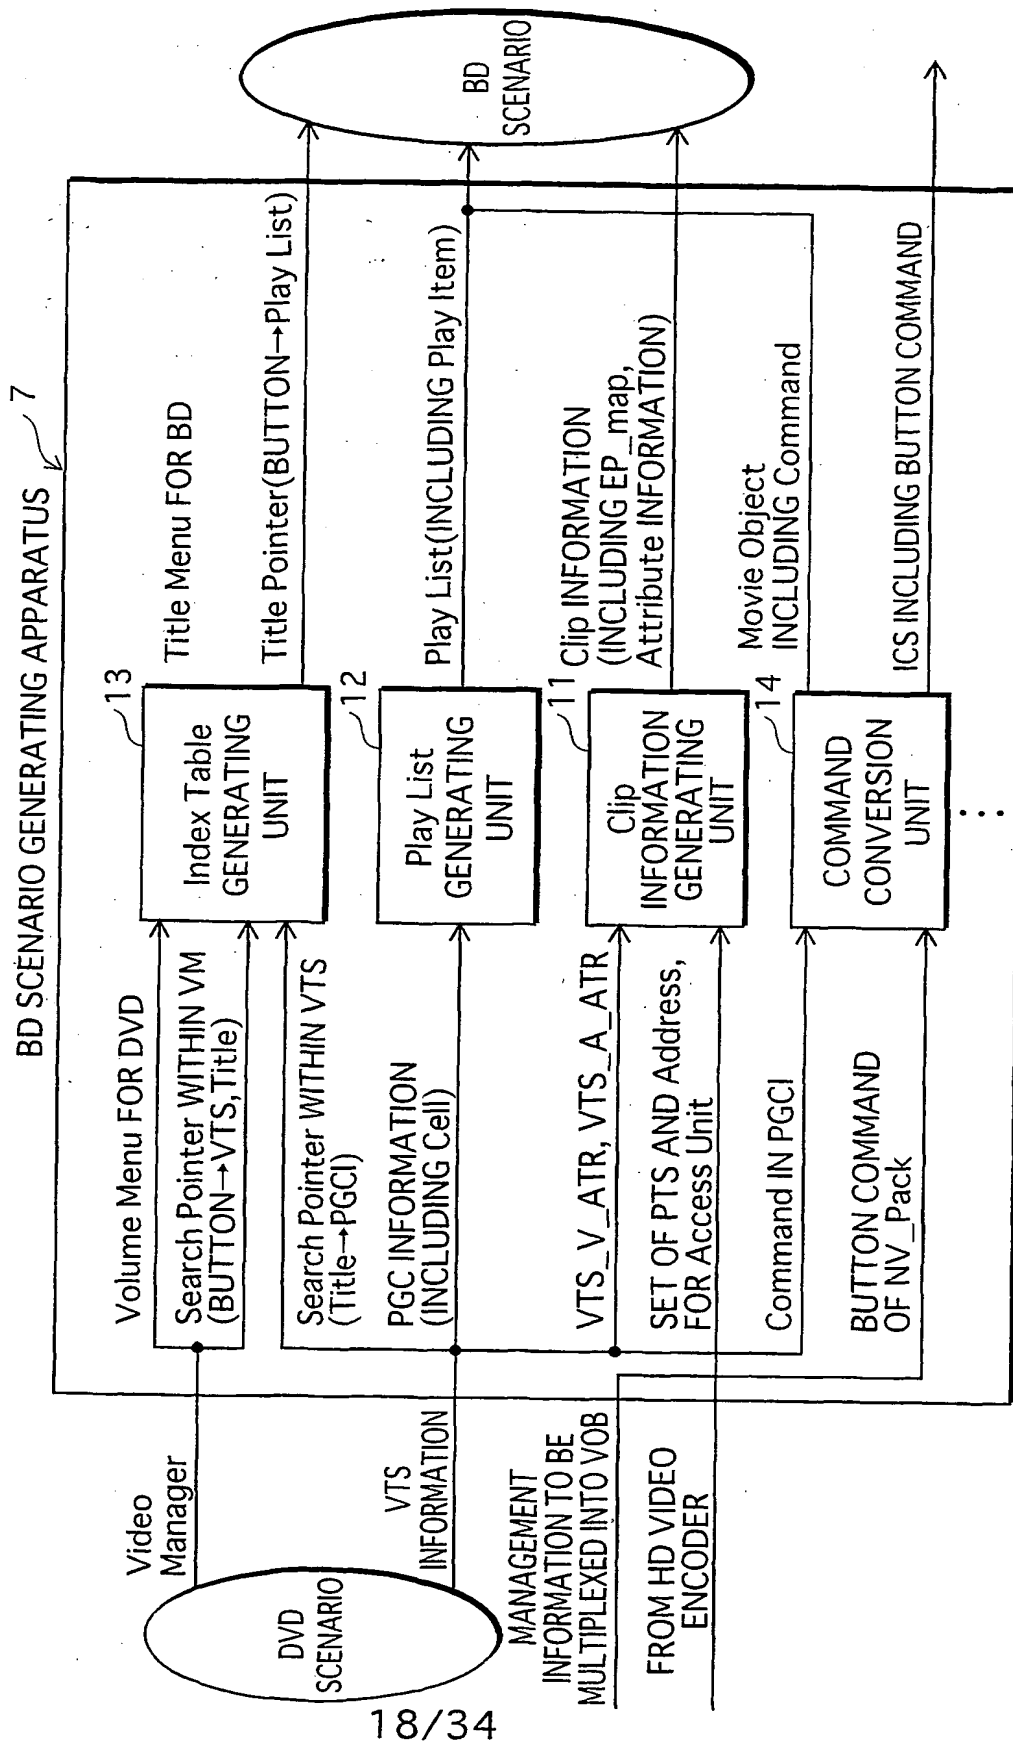 BD SCENARIO GENERATING APPARATUS
7
DVD
SCENARIO
Video
Manager
VTS
INFORMATION
MANAGEMENT
INFORMATION TO BE
MULTIPLEXED INTO VOB
FROM HD VIDEO
ENCODER
Volume Menu FOR DVD
Search Pointer WITHIN VM
(BUTTON→VTS,Title)
Search Pointer WITHIN VTS
(Title→PGCI)
PGC INFORMATION
(INCLUDING Cell)
VTS_V_ATR, VTS_A_ATR
SET OF PTS AND Address,
FOR Access Unit
Command IN PGCI
BUTTON COMMAND
OF NV_Pack
13
Index Table
GENERATING
UNIT
12
Play List
GENERATING
UNIT
11
Clip
INFORMATION
GENERATING
UNIT
14
COMMAND
CONVERSION
UNIT
Title Menu FOR BD
Title Pointer(BUTTON→Play List)
Play List(INCLUDING Play Item)
Clip INFORMATION
(INCLUDING EP_map,
Attribute INFORMATION)
Movie Object
INCLUDING Command
ICS INCLUDING BUTTON COMMAND
BD
SCENARIO
18/34